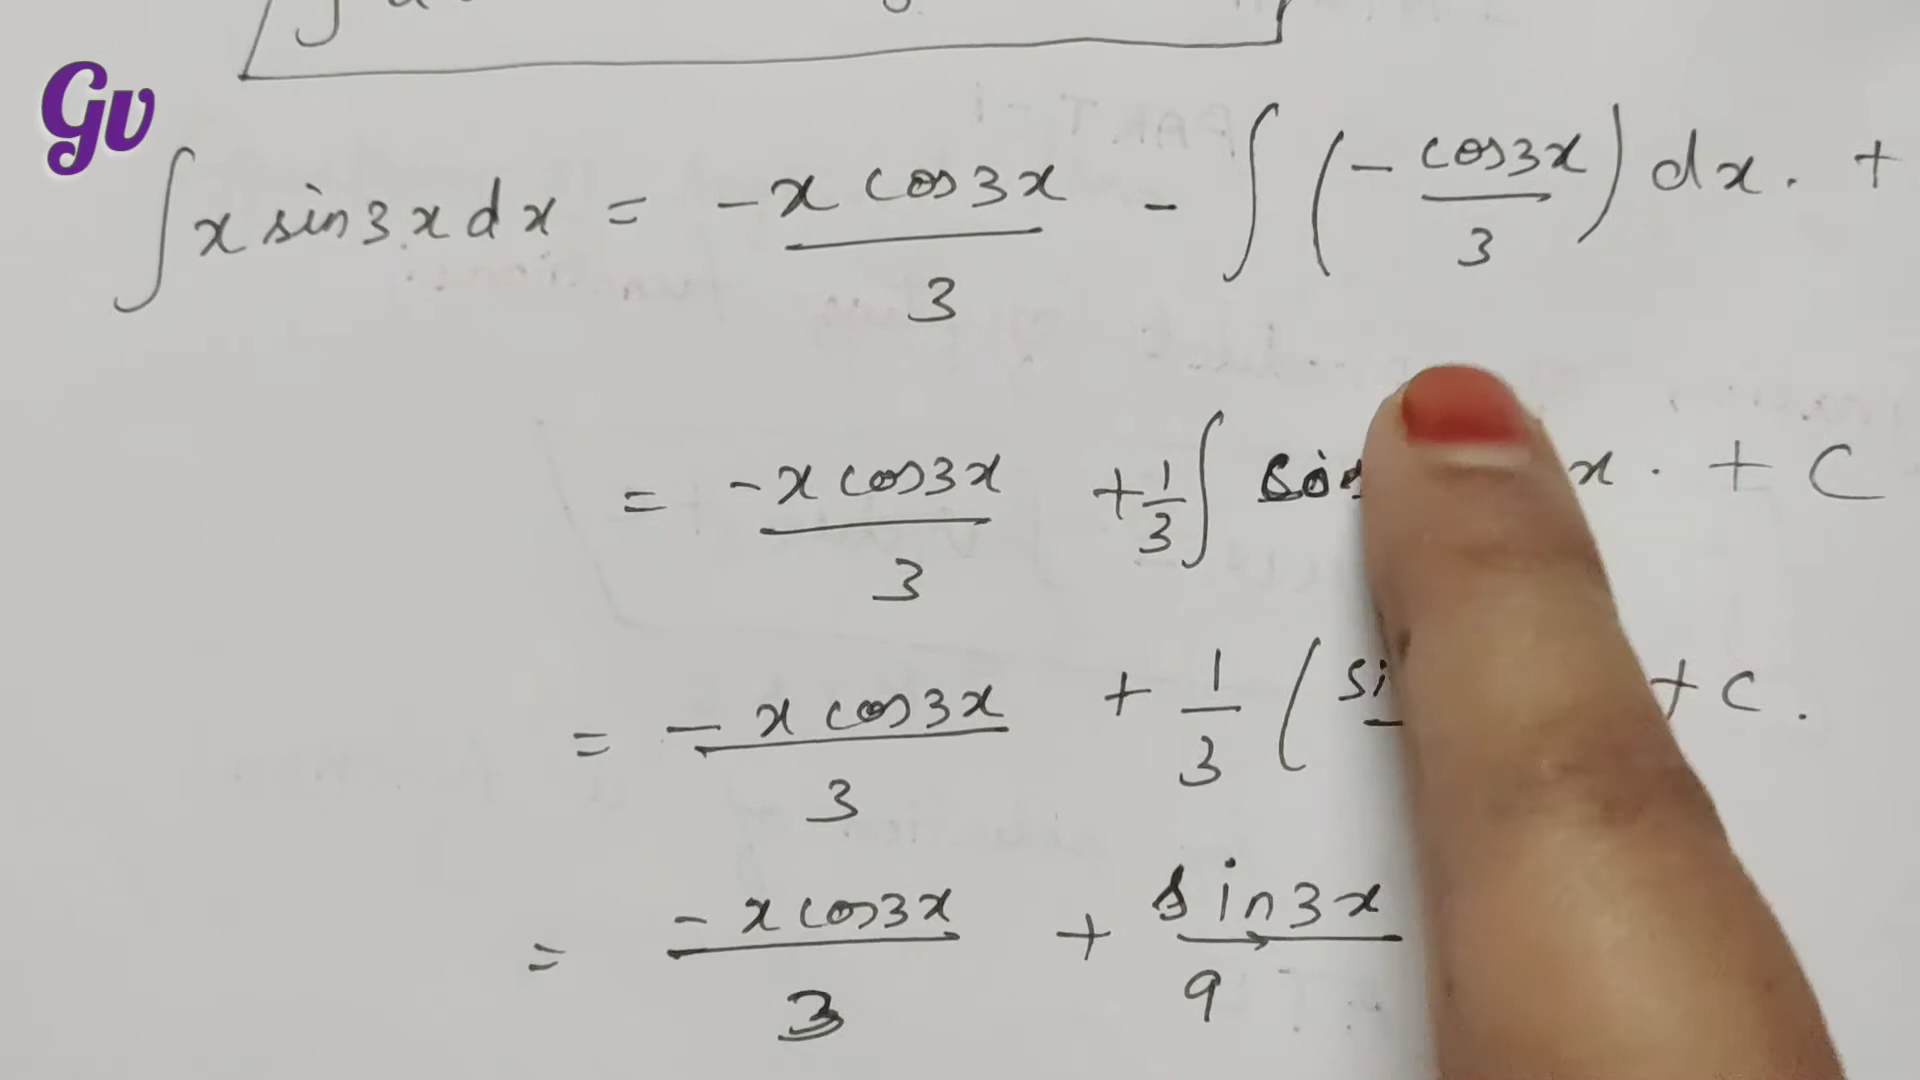 Gv
∫ x sin3x dx = -x cos3x / 3 - ∫ (- cos3x / 3) dx. +
= -x cos3x / 3 + 1/3 ∫ x. + C
= - x cos3x / 3 + 1/3 ( si + C.
= - x cos3x / 3 + sin3x / 9